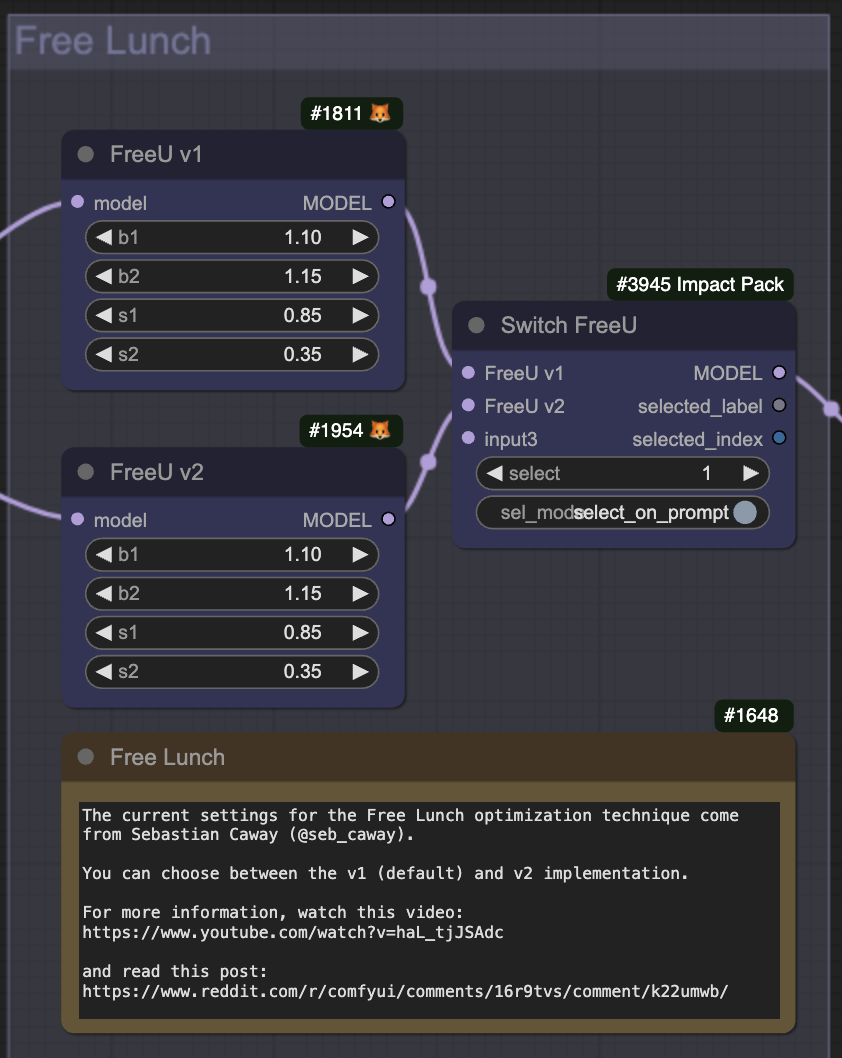 Free Lunch
#1811 🦊
FreeU v1
model MODEL
b1 1.10
b2 1.15
s1 0.85
s2 0.35
#3945 Impact Pack
Switch FreeU
FreeU v1 MODEL
FreeU v2 selected_label
input3 selected_index
select 1
sel_mode select_on_prompt
#1954 🦊
FreeU v2
model MODEL
b1 1.10
b2 1.15
s1 0.85
s2 0.35
#1648
Free Lunch
The current settings for the Free Lunch optimization technique come
from Sebastian Caway (@seb_caway).
You can choose between the v1 (default) and v2 implementation.
For more information, watch this video:
https://www.youtube.com/watch?v=haL_tjJSAdc
and read this post:
https://www.reddit.com/r/comfyui/comments/16r9tvs/comment/k22umwb/